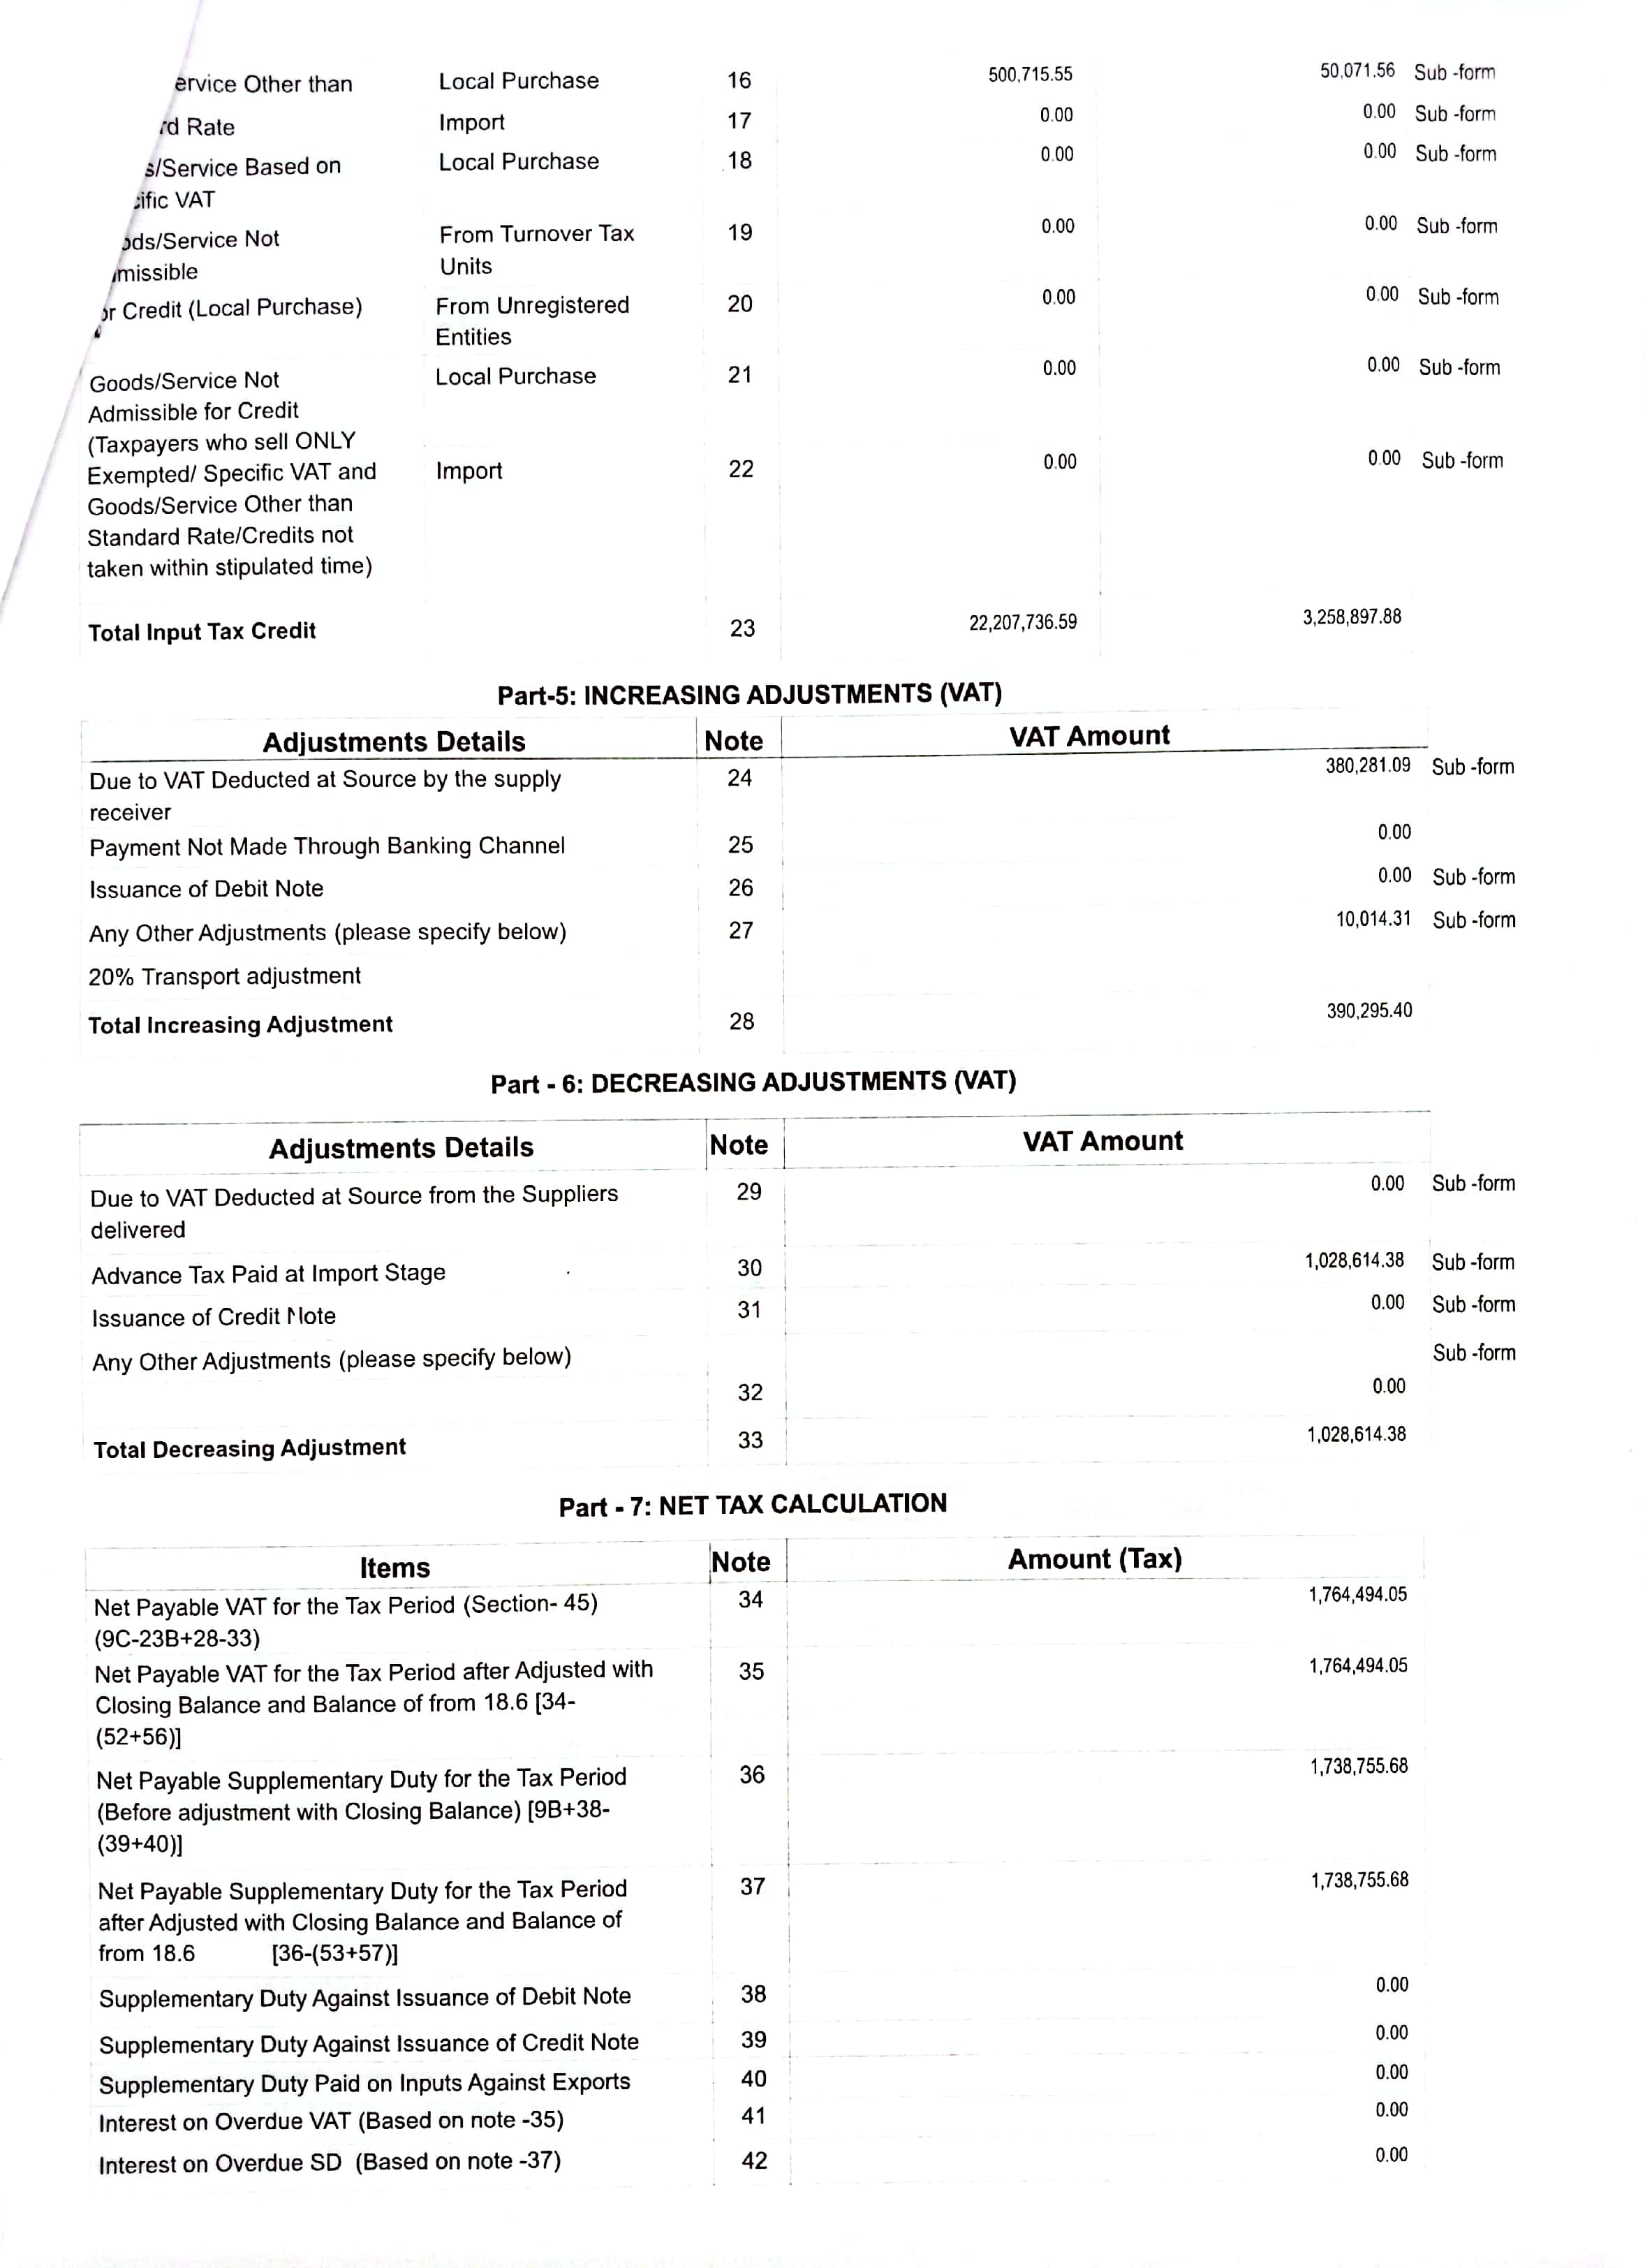 ervice Other than Local Purchase 16 500,715.55 50,071.56 Sub -form
rd Rate Import 17 0.00 0.00 Sub -form
s/Service Based on Local Purchase 18 0.00 0.00 Sub -form
ific VAT
ods/Service Not From Turnover Tax 19 0.00 0.00 Sub -form
missible Units
or Credit (Local Purchase) From Unregistered 20 0.00 0.00 Sub -form
Entities
Goods/Service Not Local Purchase 21 0.00 0.00 Sub -form
Admissible for Credit
(Taxpayers who sell ONLY
Exempted/ Specific VAT and Import 22 0.00 0.00 Sub -form
Goods/Service Other than
Standard Rate/Credits not
taken within stipulated time)
Total Input Tax Credit 23 22,207,736.59 3,258,897.88
Part-5: INCREASING ADJUSTMENTS (VAT)
Adjustments Details Note VAT Amount
Due to VAT Deducted at Source by the supply 24 380,281.09 Sub -form
receiver
Payment Not Made Through Banking Channel 25 0.00
Issuance of Debit Note 26 0.00 Sub -form
Any Other Adjustments (please specify below) 27 10,014.31 Sub -form
20% Transport adjustment
Total Increasing Adjustment 28 390,295.40
Part - 6: DECREASING ADJUSTMENTS (VAT)
Adjustments Details Note VAT Amount
Due to VAT Deducted at Source from the Suppliers 29 0.00 Sub -form
delivered
Advance Tax Paid at Import Stage 30 1,028,614.38 Sub -form
Issuance of Credit Note 31 0.00 Sub -form
Any Other Adjustments (please specify below) Sub -form
32 0.00
Total Decreasing Adjustment 33 1,028,614.38
Part - 7: NET TAX CALCULATION
Items Note Amount (Tax)
Net Payable VAT for the Tax Period (Section- 45) 34 1,764,494.05
(9C-23B+28-33)
Net Payable VAT for the Tax Period after Adjusted with 35 1,764,494.05
Closing Balance and Balance of from 18.6 [34-
(52+56)]
Net Payable Supplementary Duty for the Tax Period 36 1,738,755.68
(Before adjustment with Closing Balance) [9B+38-
(39+40)]
Net Payable Supplementary Duty for the Tax Period 37 1,738,755.68
after Adjusted with Closing Balance and Balance of
from 18.6 [36-(53+57)]
Supplementary Duty Against Issuance of Debit Note 38 0.00
Supplementary Duty Against Issuance of Credit Note 39 0.00
Supplementary Duty Paid on Inputs Against Exports 40 0.00
Interest on Overdue VAT (Based on note -35) 41 0.00
Interest on Overdue SD (Based on note -37) 42 0.00